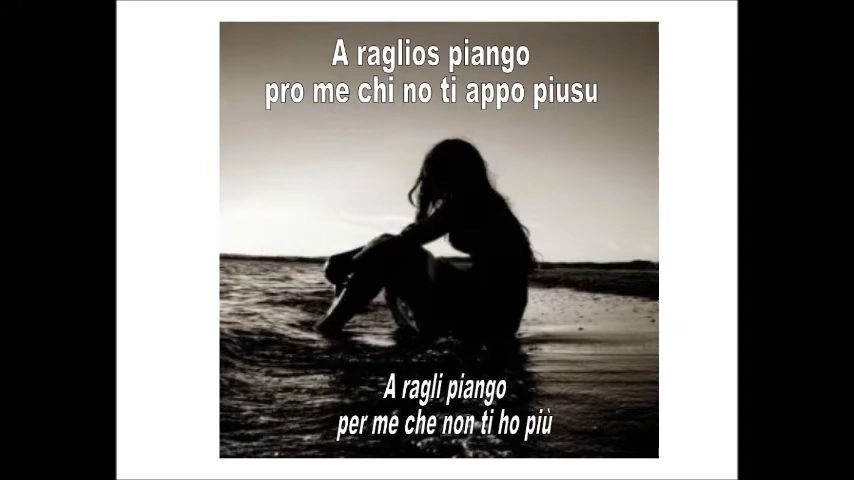 A raglios piango
pro me chi no ti appo piusu
A ragli piango
per me che non ti ho più